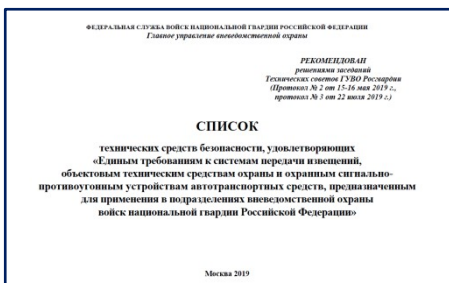 ФЕДЕРАЛЬНАЯ СЛУЖБА ВОЙСК НАЦИОНАЛЬНОЙ ГВАРДИИ РОССИЙСКОЙ ФЕДЕРАЦИИ
Главное управление вневедомственной охраны
РЕКОМЕНДОВАН
решениями заседаний
Технических советов ГУВО Росгвардии
(Протокол № 2 от 15-16 мая 2019 г.,
протокол № 3 от 22 июля 2019 г.)
СПИСОК
технических средств безопасности, удовлетворяющих
«Единым требованиям к системам передачи извещений,
объектовым техническим средствам охраны и охранным сигнально-
противоугонным устройствам автотранспортных средств, предназначенным
для применения в подразделениях вневедомственной охраны
войск национальной гвардии Российской Федерации»
Москва 2019